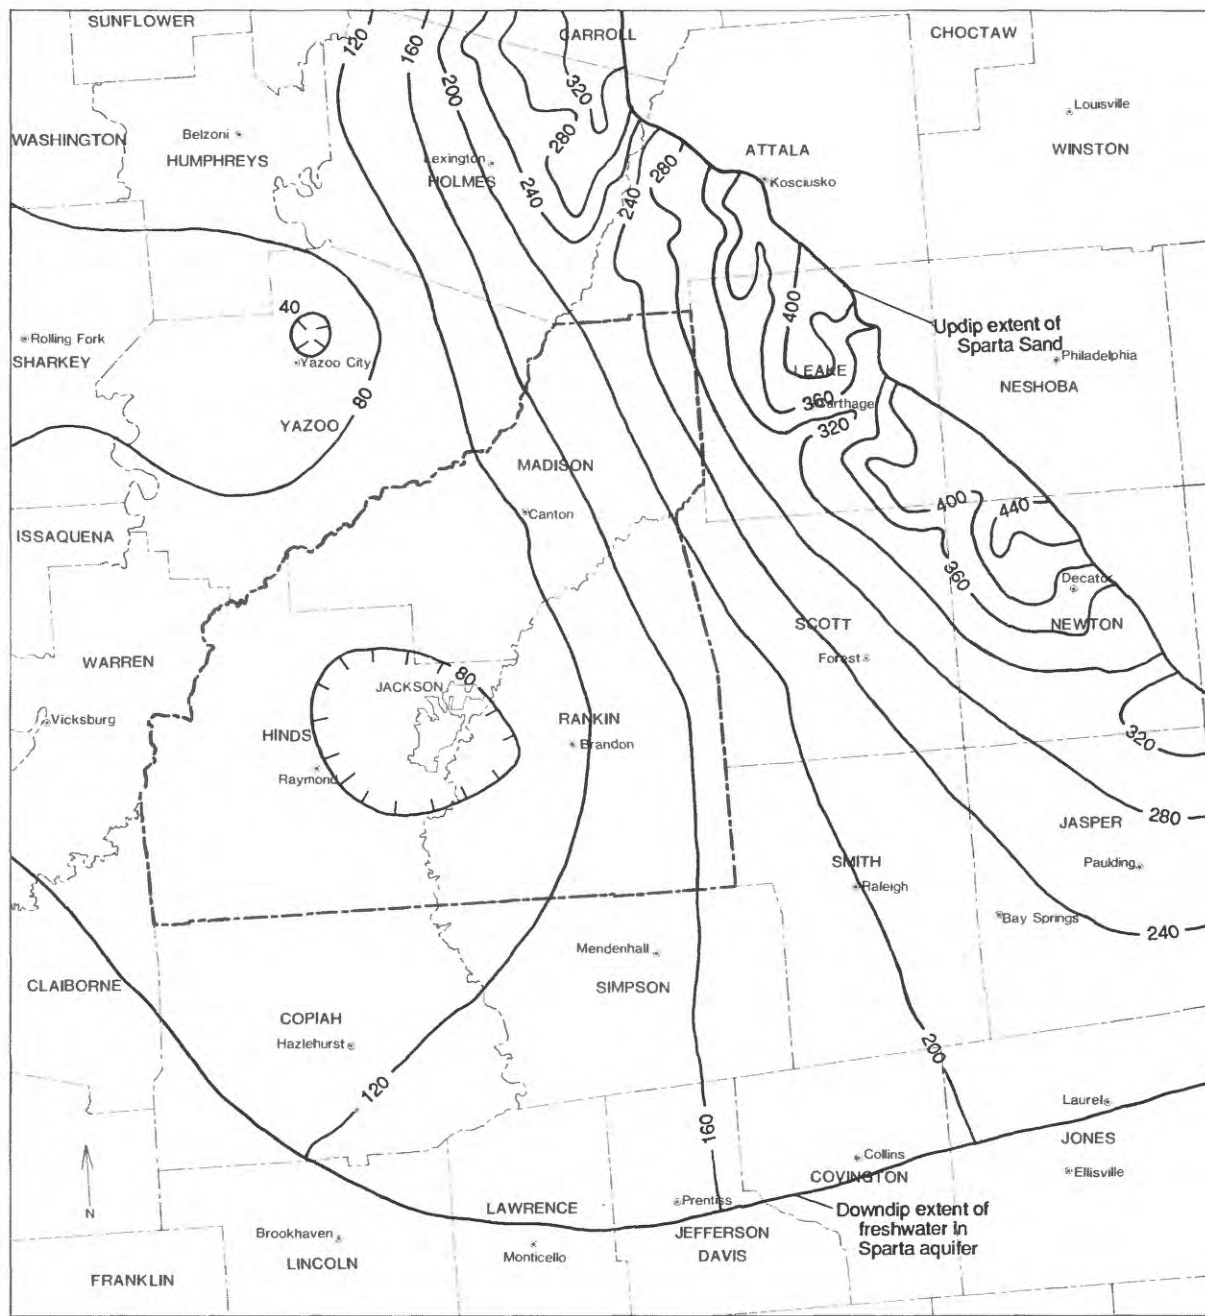 SUNFLOWER
120
160
CARROLL
CHOCTAW
200
320
Louisville
WASHINGTON
Belzoni
HUMPHREYS
280
ATTALA
WINSTON
Lexington
HOLMES
240
280
240
Kosciusko
40
400
Updip extent of
Sparta Sand
Rolling Fork
SHARKEY
Yazoo City
80
LEAKE
Philadelphia
NESHOBA
360
Carthage
YAZOO
320
MADISON
400
440
Canton
ISSAQUENA
360
Decatur
SCOTT
NEWTON
WARREN
Forest
80
JACKSON
Vicksburg
HINDS
RANKIN
Brandon
320
Raymond
280
JASPER
SMITH
Paulding
Raleigh
Bay Springs
240
Mendenhall
SIMPSON
CLAIBORNE
COPIAH
Hazlehurst
200
120
Laurel
160
JONES
Collins
COVINGTON
Ellisville
N
LAWRENCE
Prentiss
Downdip extent of
freshwater in
Sparta aquifer
JEFFERSON
DAVIS
Brookhaven
LINCOLN
Monticello
FRANKLIN